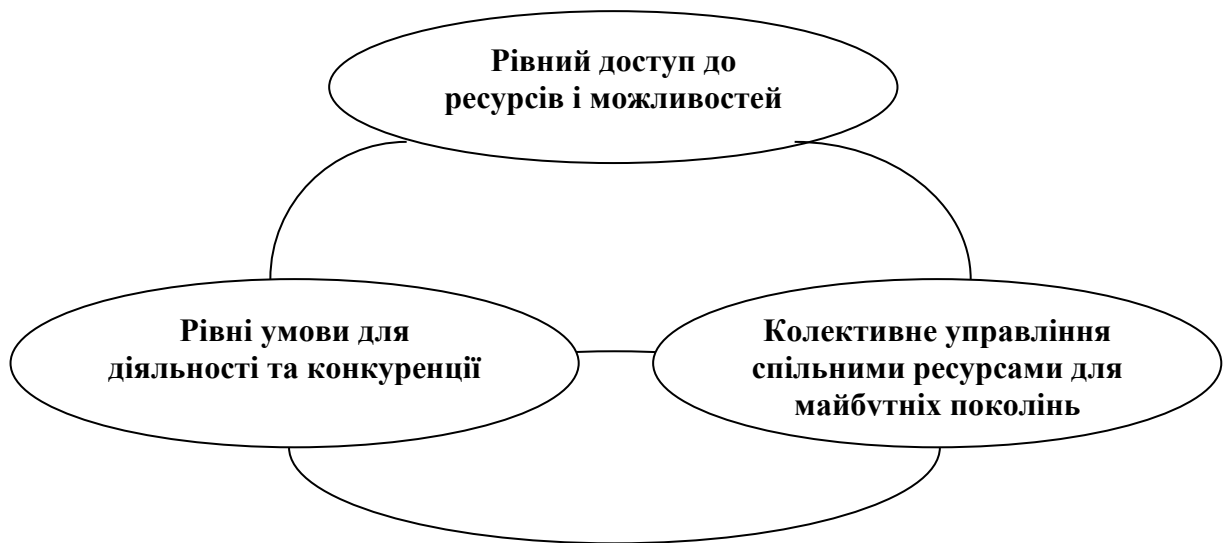 Рівний доступ до
ресурсів і можливостей
Рівні умови для
діяльності та конкуренції
Колективне управління
спільними ресурсами для
майбутніх поколінь